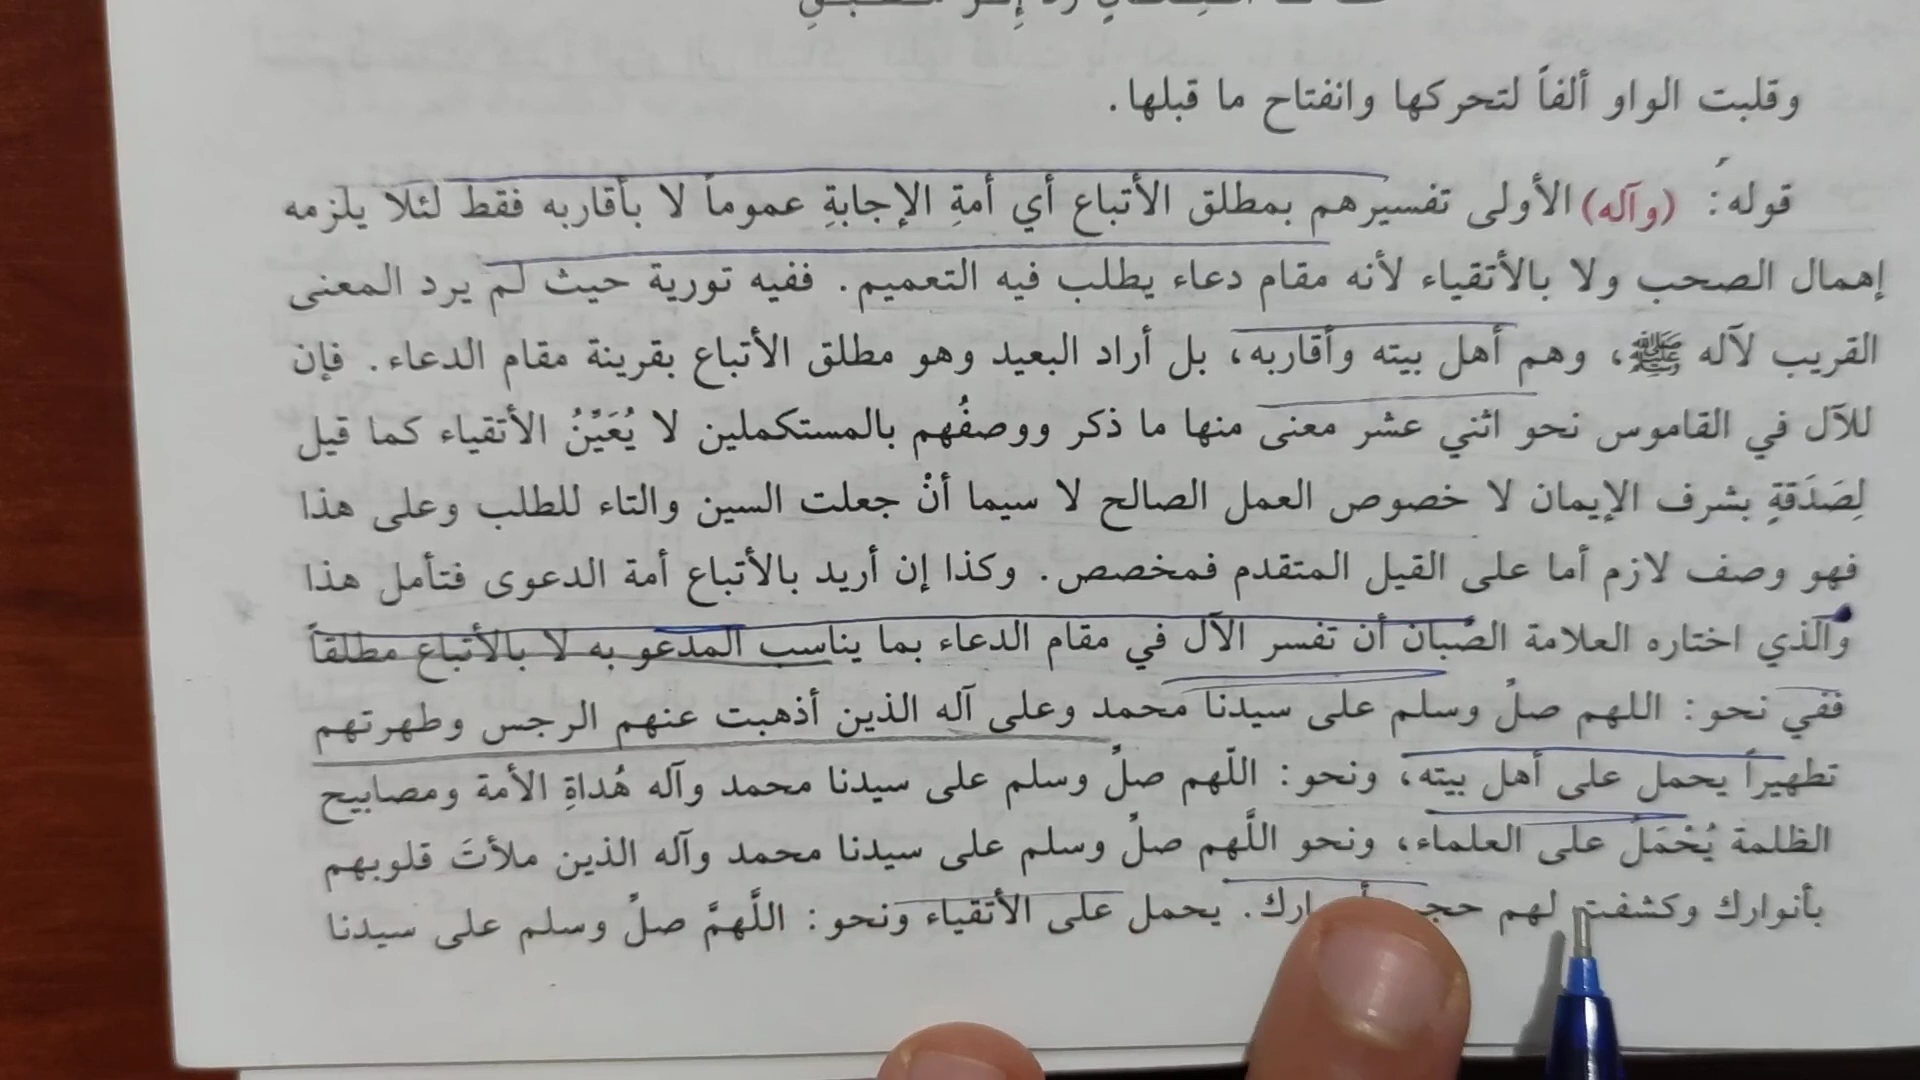 وقلبت الواو ألفاً لتحركها وانفتاح ما قبلها.
قوله: (وآله) الأولى تفسيرهم بمطلق الأتباع أي أمةِ الإجابةِ عموماً لا بأقاربه فقط لئلا يلزمه
إهمال الصحب ولا بالأتقياء لأنه مقام دعاء يطلب فيه التعميم. ففيه تورية حيث لم يرد المعنى
القريب لآله ﷺ، وهم أهل بيته وأقاربه، بل أراد البعيد وهو مطلق الأتباع بقرينة مقام الدعاء. فإن
للآل في القاموس نحو اثني عشر معنى منها ما ذكر ووصفُهم بالمستكملين لا يُعَيِّنُ الأتقياء كما قيل
لِصَدَقةٍ بشرف الإيمان لا خصوص العمل الصالح لا سيما أنْ جعلت السين والتاء للطلب وعلى هذا
فهو وصف لازم أما على القيل المتقدم فمخصص. وكذا إن أريد بالأتباع أمة الدعوى فتأمل هذا
والذي اختاره العلامة الصّبان أن تفسر الآل في مقام الدعاء بما يناسب المدعو به لا بالأتباع مطلقاً
ففي نحو: اللهم صلِّ وسلم على سيدنا محمد وعلى آله الذين أذهبت عنهم الرجس وطهرتهم
تطهيراً يحمل على أهل بيته، ونحو: اللّهم صلِّ وسلم على سيدنا محمد وآله هُداةِ الأمة ومصابيح
الظلمة يُحْمَلُ على العلماء، ونحو اللَّهم صلِّ وسلم على سيدنا محمد وآله الذين ملأتَ قلوبهم
بأنوارك وكشفت لهم يحمل على الأتقياء ونحو: اللَّهمَّ صلِّ وسلم على سيدنا